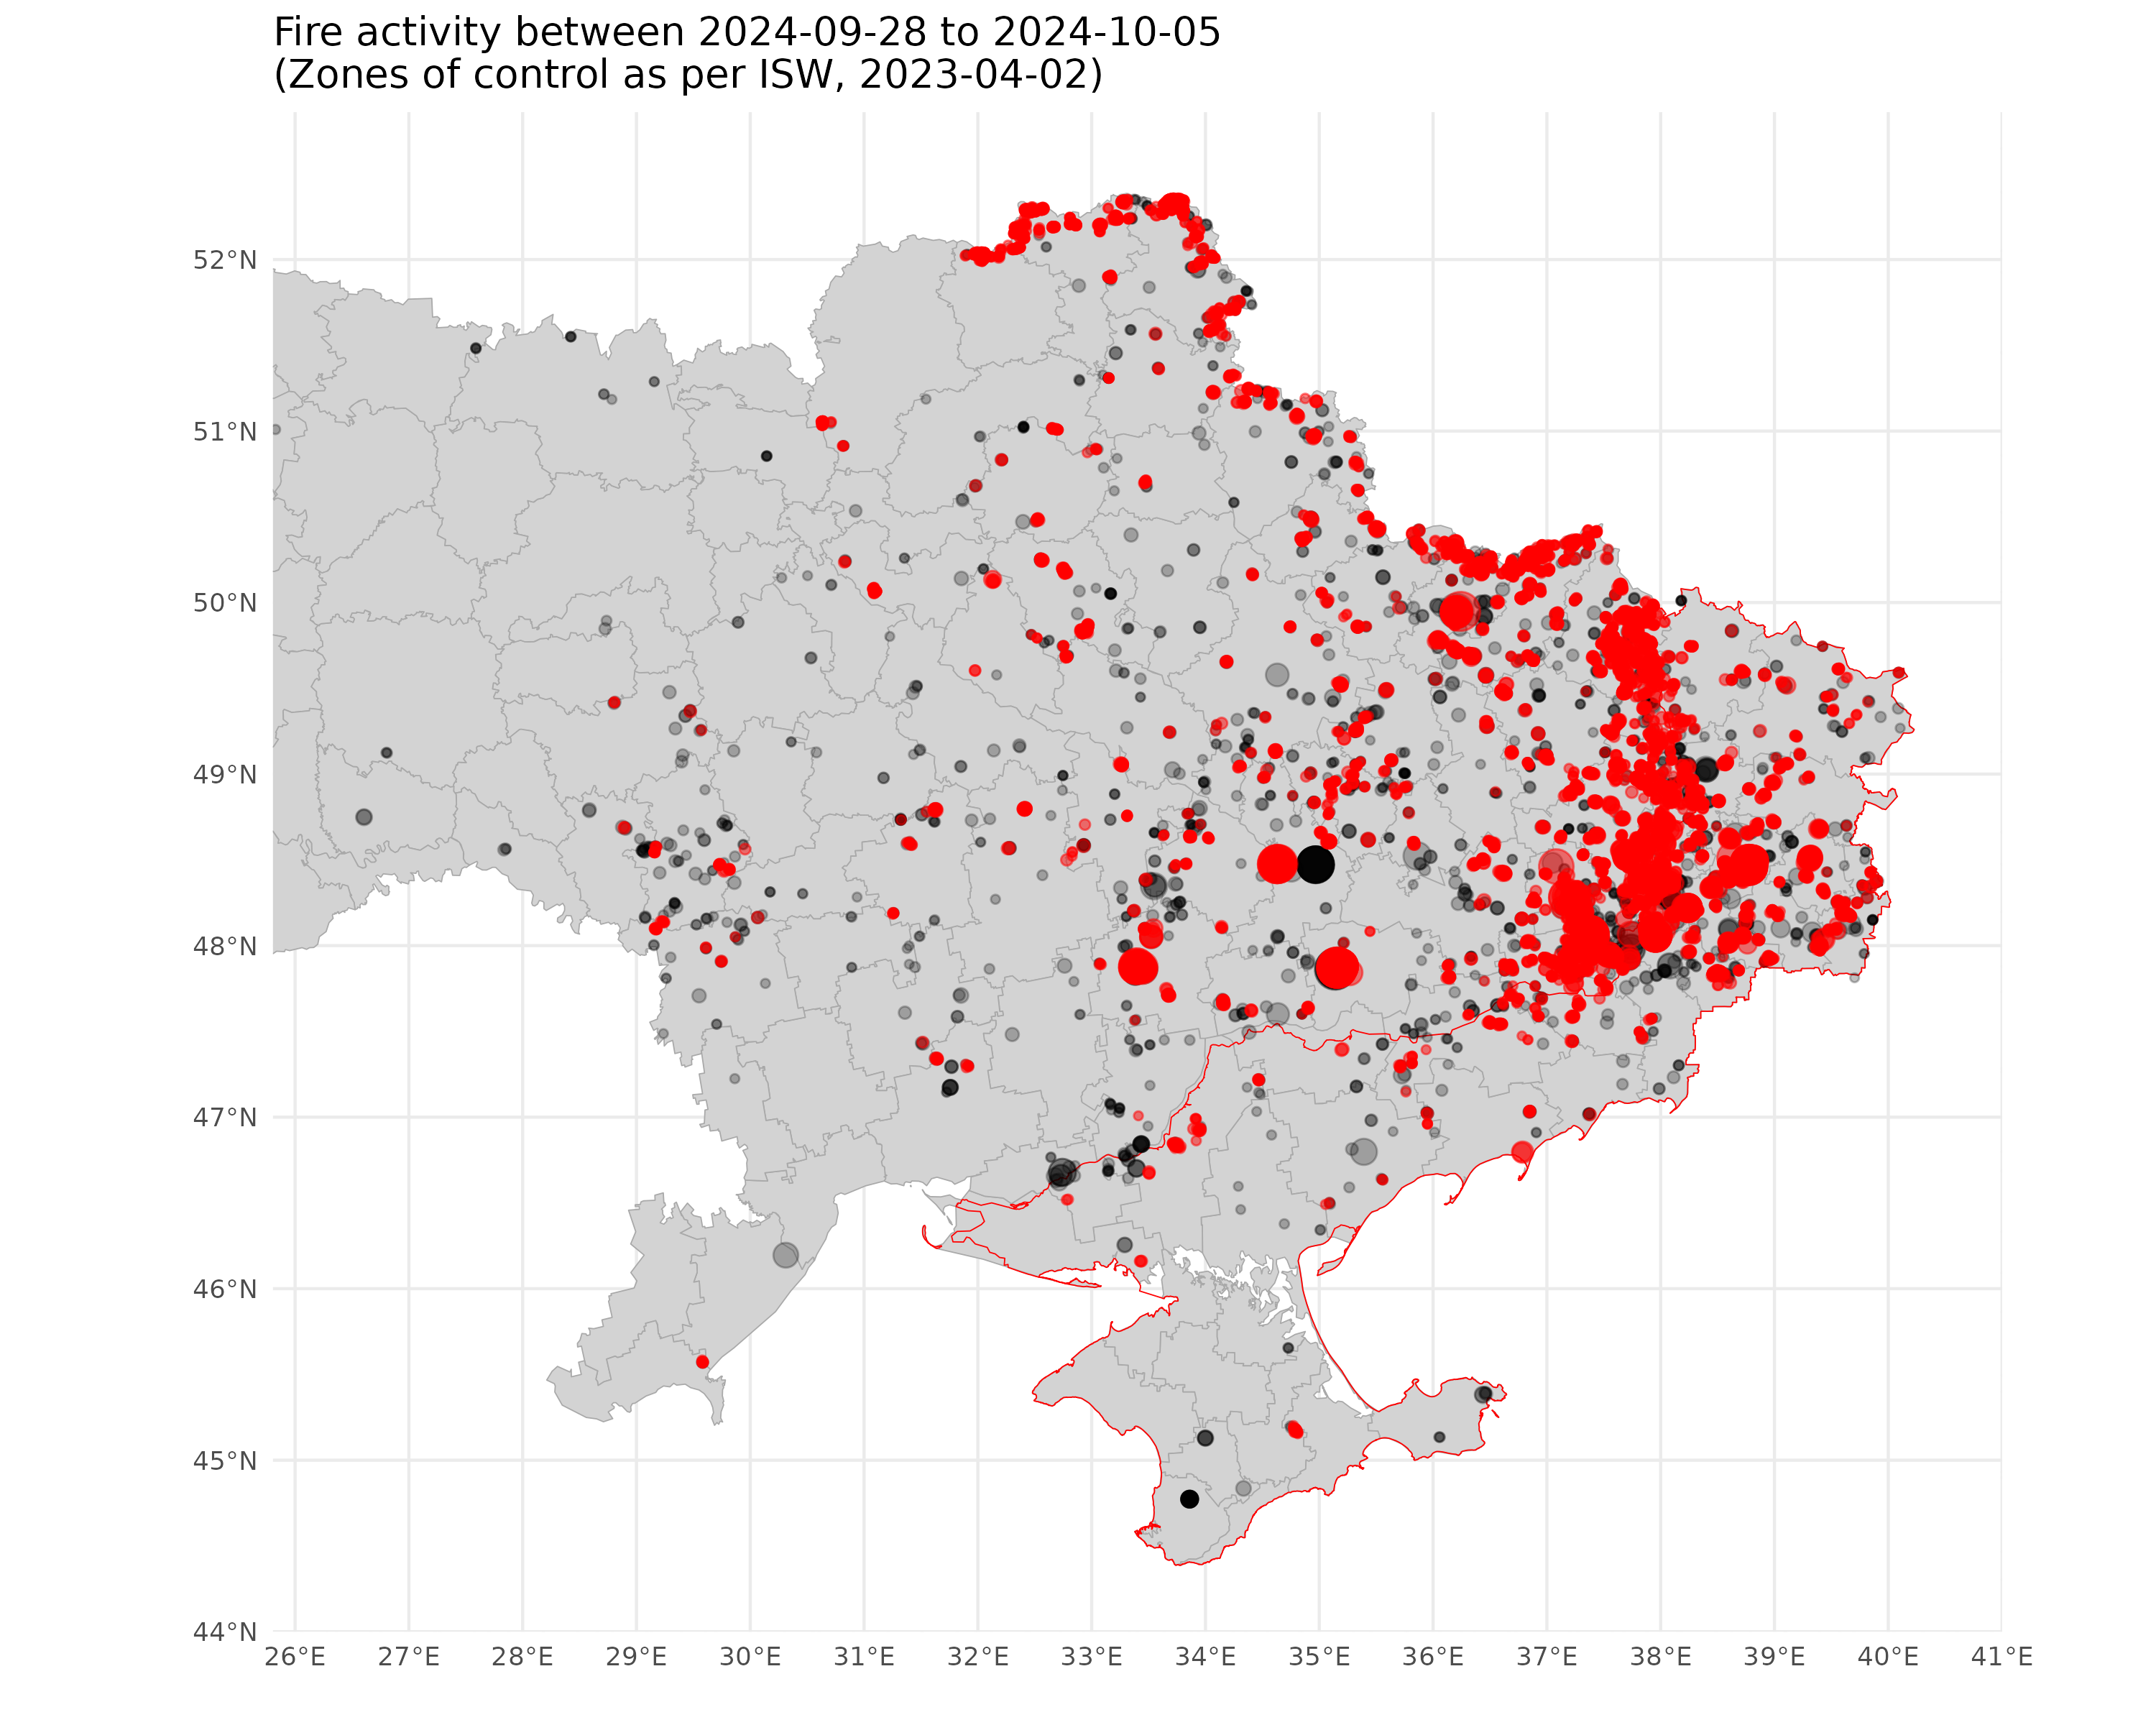 Fire activity between 2024-09-28 to 2024-10-05
(Zones of control as per ISW, 2023-04-02)
52°N
51°N
50°N
49°N
48°N
47°N
46°N
45°N
44°N
26°E 27°E 28°E 29°E 30°E 31°E 32°E 33°E 34°E 35°E 36°E 37°E 38°E 39°E 40°E 41°E